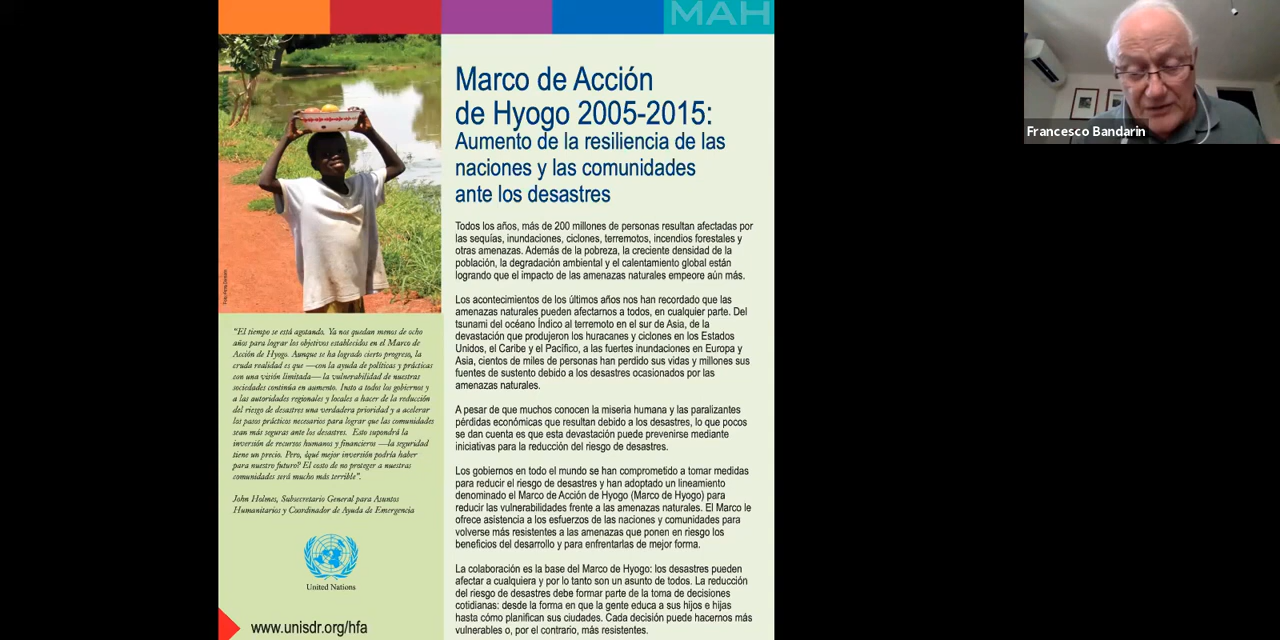 MAH
Marco de Acción
de Hyogo 2005-2015:
Aumento de la resiliencia de las
naciones y las comunidades
ante los desastres
Todos los años, más de 200 millones de personas resultan afectadas por
las sequías, inundaciones, ciclones, terremotos, incendios forestales y
otras amenazas. Además de la pobreza, la creciente densidad de la
población, la degradación ambiental y el calentamiento global están
logrando que el impacto de las amenazas naturales empeore aún más.
Los acontecimientos de los últimos años nos han recordado que las
amenazas naturales pueden afectarnos a todos, en cualquier parte. Del
tsunami del océano Índico al terremoto en el sur de Asia, de la
devastación que produjeron los huracanes y ciclones en los Estados
Unidos, el Caribe y el Pacífico, a las fuertes inundaciones en Europa y
Asia, cientos de miles de personas han perdido sus vidas y millones sus
fuentes de sustento debido a los desastres ocasionados por las
amenazas naturales.
A pesar de que muchos conocen la miseria humana y las paralizantes
pérdidas económicas que resultan debido a los desastres, lo que pocos
se dan cuenta es que esta devastación puede prevenirse mediante
iniciativas para la reducción del riesgo de desastres.
Los gobiernos en todo el mundo se han comprometido a tomar medidas
para reducir el riesgo de desastres y han adoptado un lineamiento
denominado el Marco de Acción de Hyogo (Marco de Hyogo) para
reducir las vulnerabilidades frente a las amenazas naturales. El Marco le
ofrece asistencia a los esfuerzos de las naciones y comunidades para
volverse más resistentes a las amenazas que ponen en riesgo los
beneficios del desarrollo y para enfrentarlas de mejor forma.
La colaboración es la base del Marco de Hyogo: los desastres pueden
afectar a cualquiera y por lo tanto son un asunto de todos. La reducción
del riesgo de desastres debe formar parte de la toma de decisiones
cotidianas: desde la forma en que la gente educa a sus hijos e hijas
hasta cómo planifican sus ciudades. Cada decisión puede hacernos más
vulnerables o, por el contrario, más resistentes.
"El tiempo se está agotando. Ya nos quedan menos de ocho
años para lograr los objetivos establecidos en el Marco de
Acción de Hyogo. Aunque se ha logrado cierto progreso, la
cruda realidad es que —con la ayuda de políticas y prácticas
con una visión limitada— la vulnerabilidad de nuestras
sociedades continúa en aumento. Insto a todos los gobiernos y
a las autoridades regionales y locales a hacer de la reducción
del riesgo de desastres una verdadera prioridad y a acelerar
los pasos prácticos necesarios para lograr que las comunidades
sean más seguras ante los desastres. Esto supondrá la
inversión de recursos humanos y financieros —la seguridad
tiene un precio. Pero, ¿qué mejor inversión podría haber
para nuestro futuro? El costo de no proteger a nuestras
comunidades será mucho más terrible".
John Holmes, Subsecretario General para Asuntos
Humanitarios y Coordinador de Ayuda de Emergencia
United Nations
www.unisdr.org/hfa
Francesco Bandarin